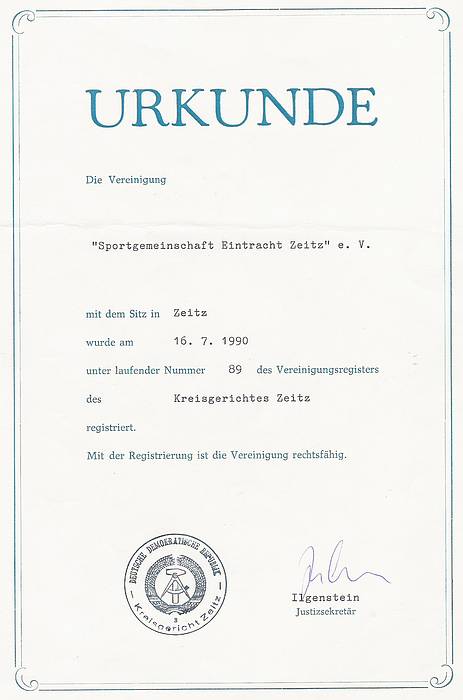 URKUNDE
Die Vereinigung
"Sportgemeinschaft Eintracht Zeitz" e. V.
mit dem Sitz in Zeitz
wurde am 16. 7. 1990
unter laufender Nummer 89 des Vereinigungsregisters
des Kreisgerichtes Zeitz
registriert.
Mit der Registrierung ist die Vereinigung rechtsfähig.
DEUTSCHE DEMOKRATISCHE REPUBLIK
Kreisgericht Zeitz
3
Ilgenstein
Justizsekretär